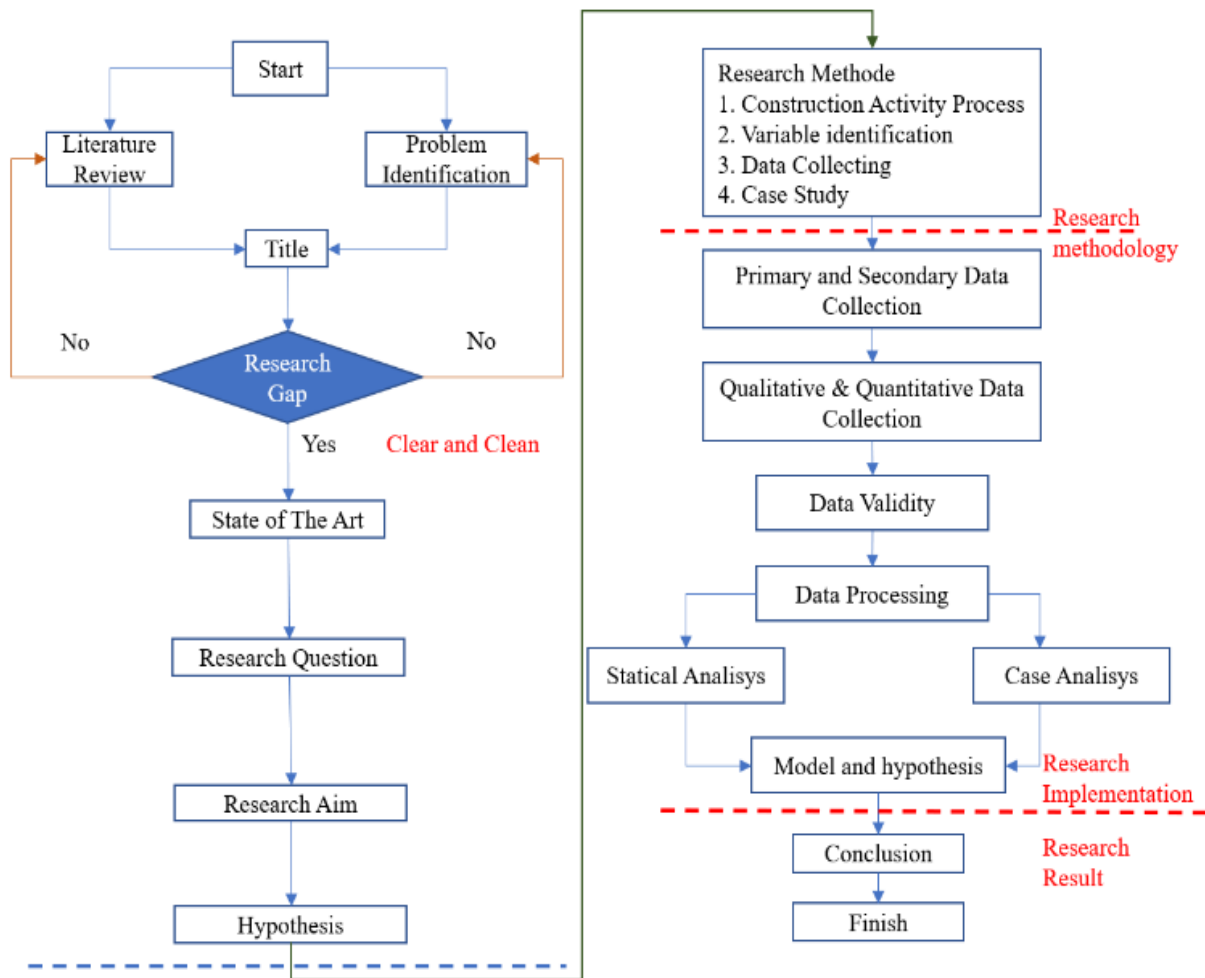 Start
Literature
Review
Problem
Identification
Title
No
No
Research
Gap
Yes
Clear and Clean
State of The Art
Research Question
Research Aim
Hypothesis
Research Methode
1. Construction Activity Process
2. Variable identification
3. Data Collecting
4. Case Study
Research
methodology
Primary and Secondary Data
Collection
Qualitative & Quantitative Data
Collection
Data Validity
Data Processing
Statical Analisys
Case Analisys
Model and hypothesis
Research
Implementation
Conclusion
Research
Result
Finish